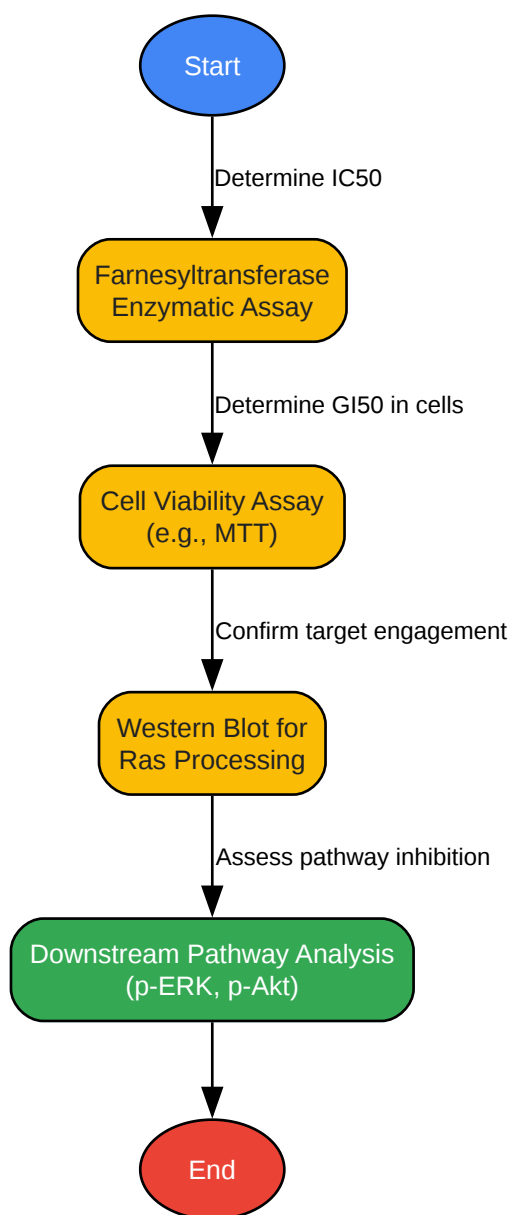 Start
Determine IC50
Farnesyltransferase
Enzymatic Assay
Determine GI50 in cells
Cell Viability Assay
(e.g., MTT)
Confirm target engagement
Western Blot for
Ras Processing
Assess pathway inhibition
Downstream Pathway Analysis
(p-ERK, p-Akt)
End